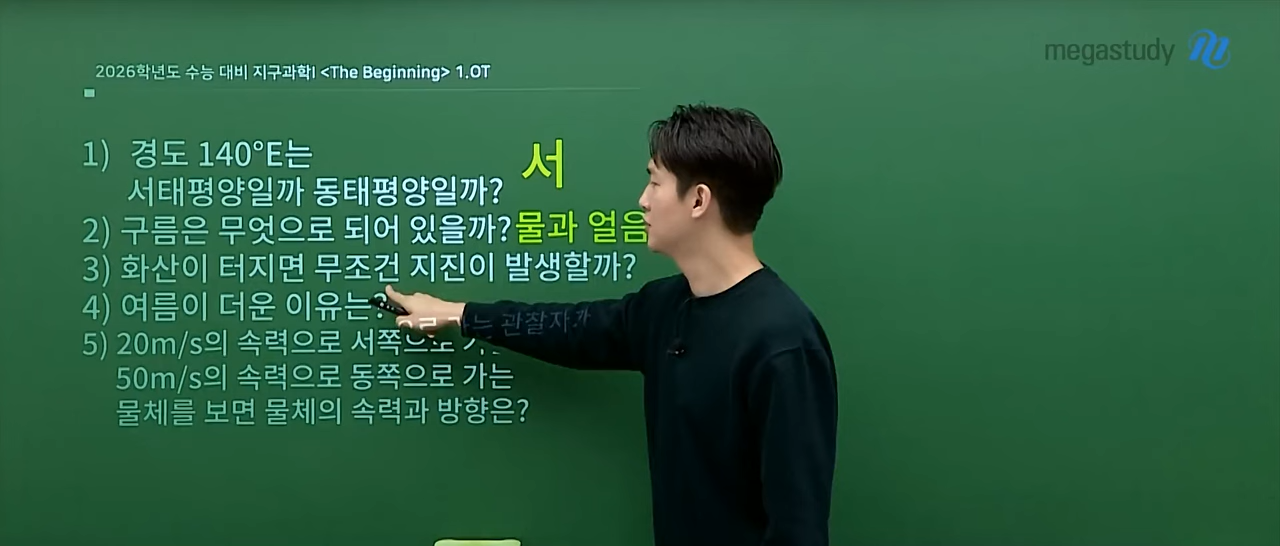 megastudy
2026학년도 수능 대비 지구과학I <The Beginning> 1.OT
1) 경도 140°E는
서태평양일까 동태평양일까? 서
2) 구름은 무엇으로 되어 있을까? 물과 얼음
3) 화산이 터지면 무조건 지진이 발생할까?
4) 여름이 더운 이유는?
5) 20m/s의 속력으로 서쪽으로 가는 관찰자가
50m/s의 속력으로 동쪽으로 가는
물체를 보면 물체의 속력과 방향은?